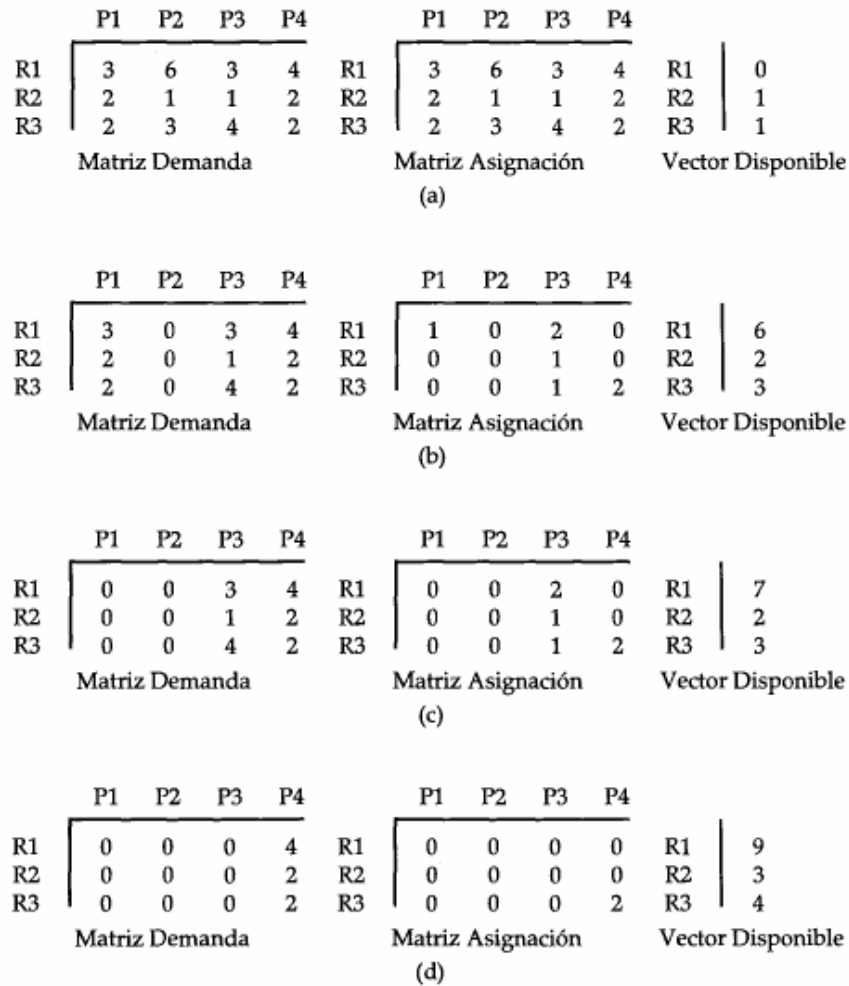 P1 P2 P3 P4 P1 P2 P3 P4
R1 3 6 3 4 R1 3 6 3 4 R1 0
R2 2 1 1 2 R2 2 1 1 2 R2 1
R3 2 3 4 2 R3 2 3 4 2 R3 1
Matriz Demanda Matriz Asignación Vector Disponible
(a)
P1 P2 P3 P4 P1 P2 P3 P4
R1 3 0 3 4 R1 1 0 2 0 R1 6
R2 2 0 1 2 R2 0 0 1 0 R2 2
R3 2 0 4 2 R3 0 0 1 2 R3 3
Matriz Demanda Matriz Asignación Vector Disponible
(b)
P1 P2 P3 P4 P1 P2 P3 P4
R1 0 0 3 4 R1 0 0 2 0 R1 7
R2 0 0 1 2 R2 0 0 1 0 R2 2
R3 0 0 4 2 R3 0 0 1 2 R3 3
Matriz Demanda Matriz Asignación Vector Disponible
(c)
P1 P2 P3 P4 P1 P2 P3 P4
R1 0 0 0 4 R1 0 0 0 0 R1 9
R2 0 0 0 2 R2 0 0 0 0 R2 3
R3 0 0 0 2 R3 0 0 0 2 R3 4
Matriz Demanda Matriz Asignación Vector Disponible
(d)